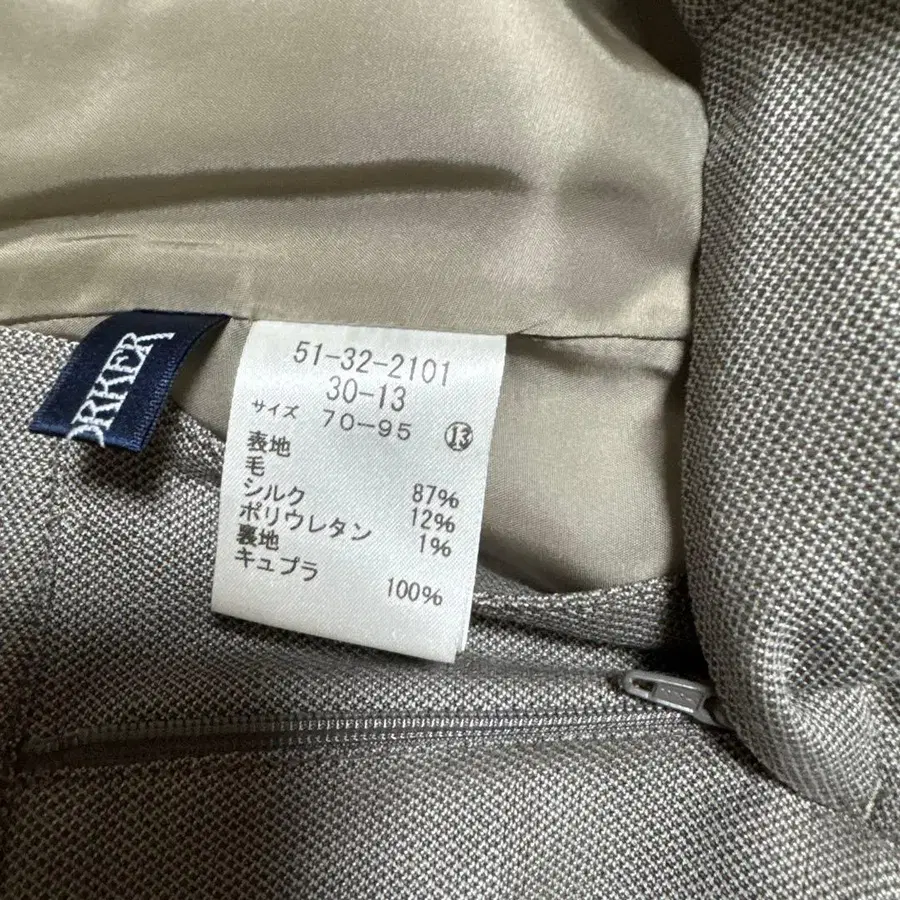 ORKER
51-32-2101
30-13
サイズ 70-95 ⑬
表地
毛 87%
シルク 12%
ポリウレタン 1%
裏地
キュプラ 100%